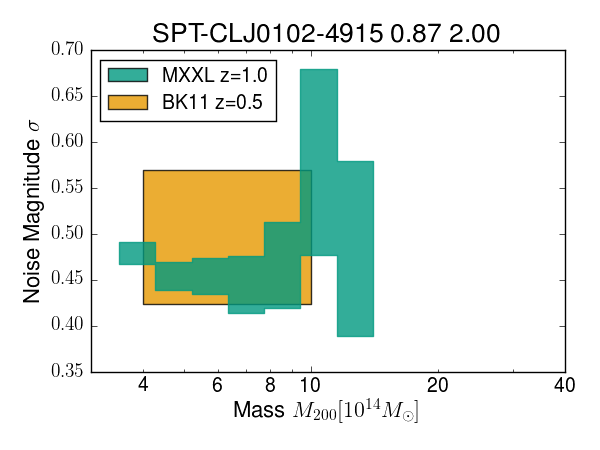 SPT-CLJ0102-4915 0.87 2.00
MXXL z=1.0
BK11 z=0.5
Noise Magnitude σ
0.70
0.65
0.60
0.55
0.50
0.45
0.40
0.35
4 6 8 10 20 40
Mass M₂₀₀[10¹⁴M☉]